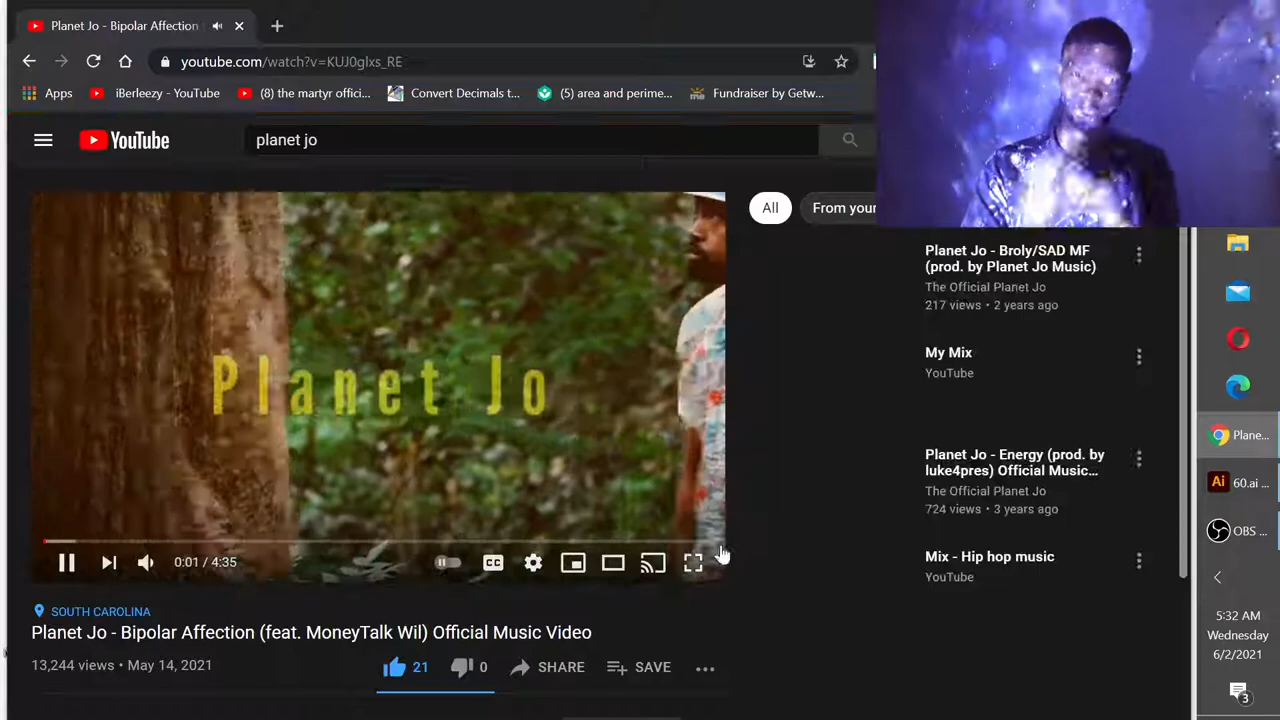 Planet Jo - Bipolar Affection
youtube.com/watch?v=KUJ0glxs_RE
Apps
iBerleezy - YouTube
(8) the martyr offici...
Convert Decimals t...
(5) area and perime...
Fundraiser by Getw...
YouTube
planet jo
All
From your
Planet Jo
Planet Jo - Broly/SAD MF
(prod. by Planet Jo Music)
The Official Planet Jo
217 views • 2 years ago
My Mix
YouTube
Planet Jo - Energy (prod. by
luke4pres) Official Music...
The Official Planet Jo
724 views • 3 years ago
Mix - Hip hop music
YouTube
0:01 / 4:35
CC
SOUTH CAROLINA
Planet Jo - Bipolar Affection (feat. MoneyTalk Wil) Official Music Video
13,244 views • May 14, 2021
21
0
SHARE
SAVE
Plane...
Ai
60.ai ...
OBS ...
5:32 AM
Wednesday
6/2/2021
3